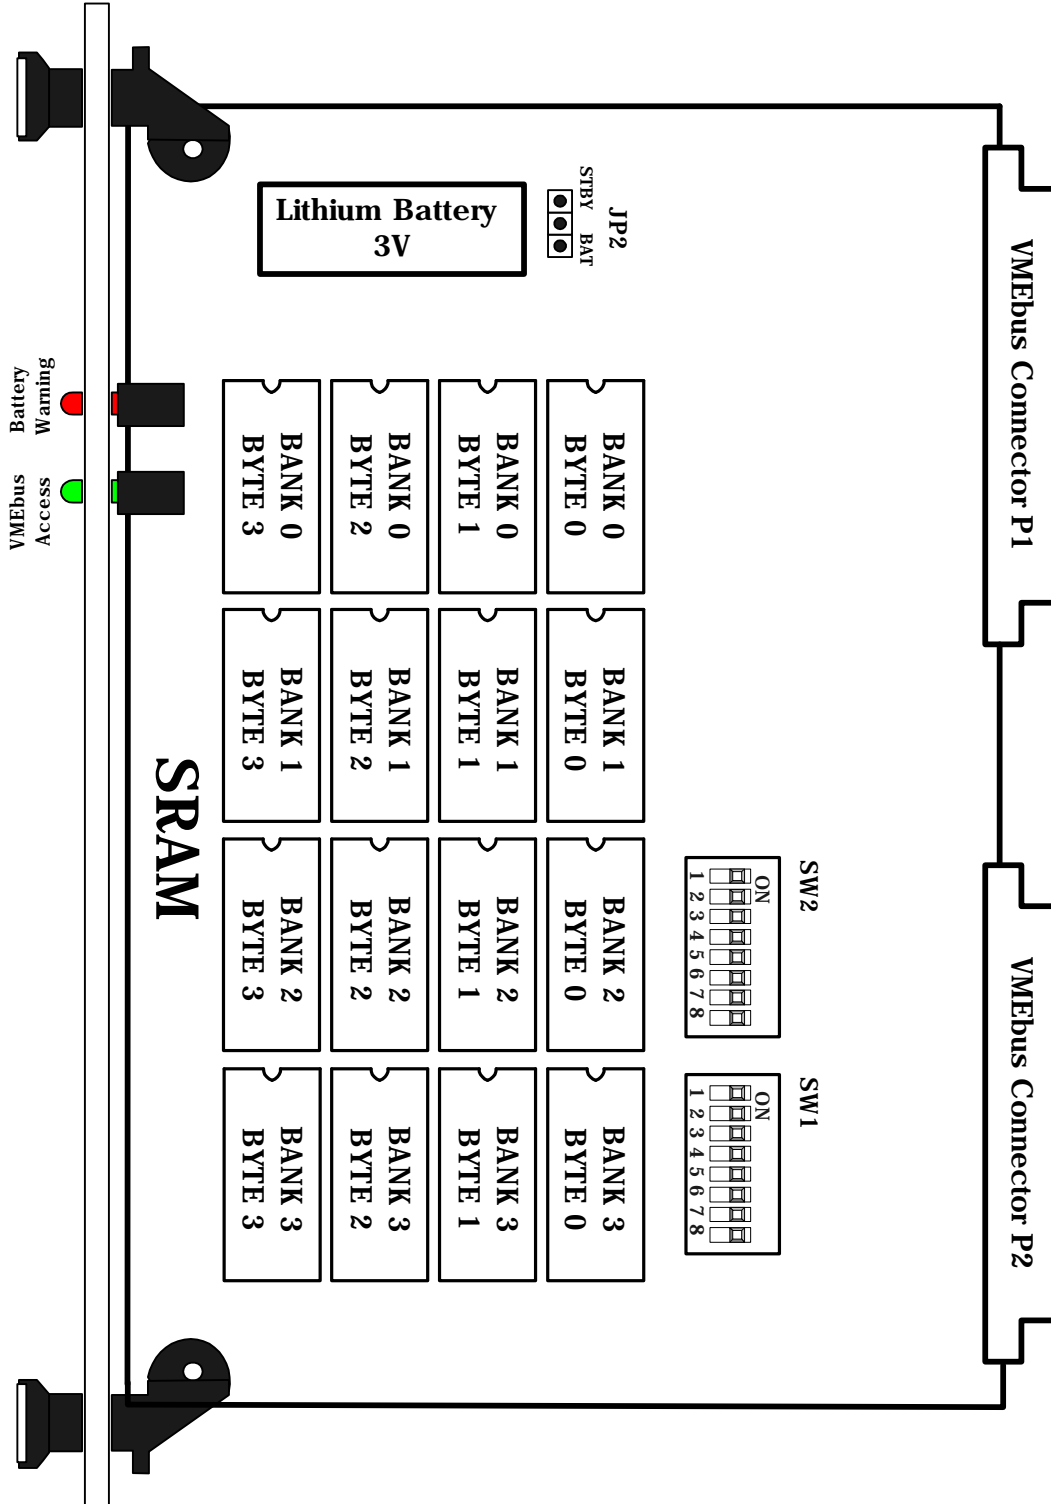 Lithium Battery
3V
STBY BAT
JP2
VMEbus Connector P1
Battery
Warning
VMEbus
Access
BANK 0
BYTE 3
BANK 0
BYTE 2
BANK 0
BYTE 1
BANK 0
BYTE 0
BANK 1
BYTE 3
BANK 1
BYTE 2
BANK 1
BYTE 1
BANK 1
BYTE 0
SRAM
BANK 2
BYTE 3
BANK 2
BYTE 2
BANK 2
BYTE 1
BANK 2
BYTE 0
SW2
ON
1 2 3 4 5 6 7 8
VMEbus Connector P2
BANK 3
BYTE 3
BANK 3
BYTE 2
BANK 3
BYTE 1
BANK 3
BYTE 0
SW1
ON
1 2 3 4 5 6 7 8